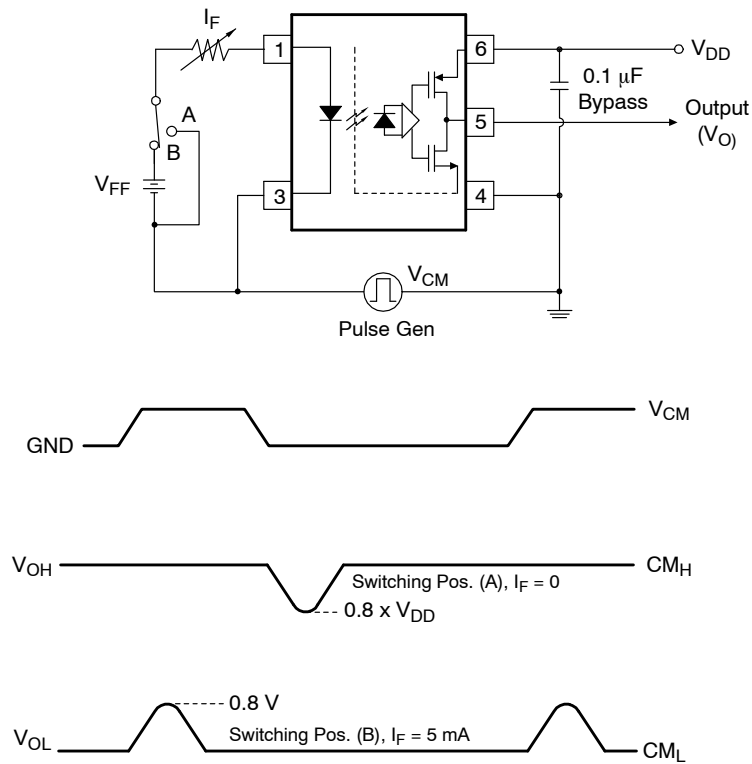 I_F
1
6
V_DD
0.1 μF
Bypass
A
B
5
Output
(V_O)
V_FF
3
4
V_CM
Pulse Gen
V_CM
GND
V_OH
Switching Pos. (A), I_F = 0
CM_H
0.8 x V_DD
0.8 V
V_OL
Switching Pos. (B), I_F = 5 mA
CM_L